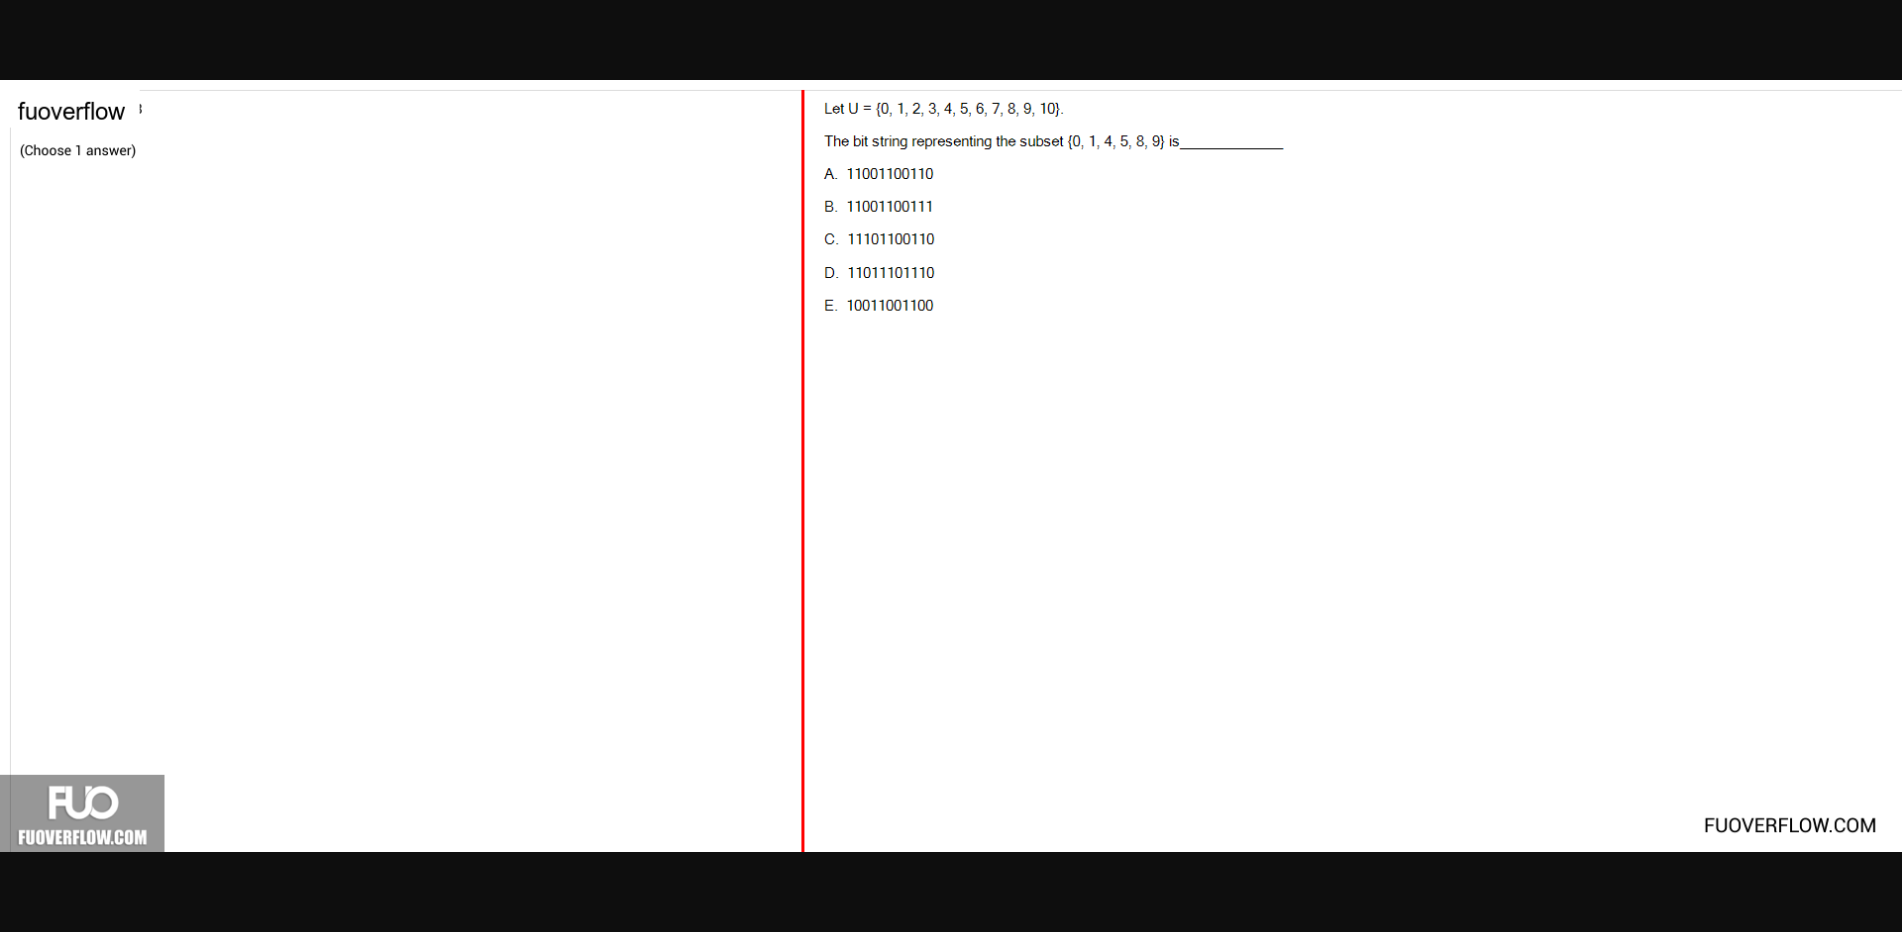 fuoverflow
(Choose 1 answer)
Let U = {0, 1, 2, 3, 4, 5, 6, 7, 8, 9, 10}.
The bit string representing the subset {0, 1, 4, 5, 8, 9} is_____________
A. 11001100110
B. 11001100111
C. 11101100110
D. 11011101110
E. 10011001100
FUO
FUOVERFLOW.COM
FUOVERFLOW.COM